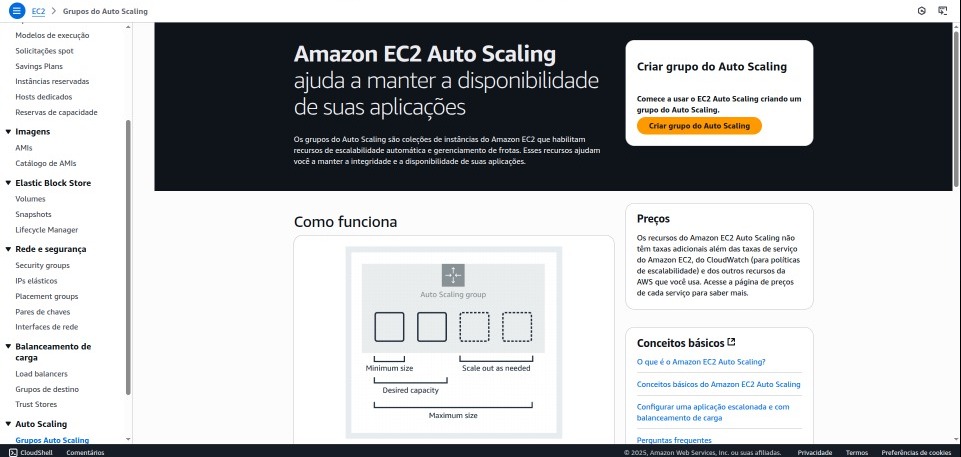 EC2 > Grupos do Auto Scaling
Modelos de execução
Solicitações spot
Savings Plans
Instâncias reservadas
Hosts dedicados
Reservas de capacidade
Imagens
AMIs
Catálogo de AMIs
Elastic Block Store
Volumes
Snapshots
Lifecycle Manager
Rede e segurança
Security groups
IPs elásticos
Placement groups
Pares de chaves
Interfaces de rede
Balanceamento de
carga
Load balancers
Grupos de destino
Trust Stores
Auto Scaling
Grupos Auto Scaling
Amazon EC2 Auto Scaling
ajuda a manter a disponibilidade
de suas aplicações
Os grupos do Auto Scaling são coleções de instâncias do Amazon EC2 que habilitam
recursos de escalabilidade automática e gerenciamento de frotas. Esses recursos ajudam
você a manter a integridade e a disponibilidade de suas aplicações.
Criar grupo do Auto Scaling
Comece a usar o EC2 Auto Scaling criando um
grupo do Auto Scaling.
Criar grupo do Auto Scaling
Como funciona
Auto Scaling group
Minimum size
Scale out as needed
Desired capacity
Maximum size
Preços
Os recursos do Amazon EC2 Auto Scaling não
têm taxas adicionais além das taxas de serviço
do Amazon EC2, do CloudWatch (para políticas
de escalabilidade) e dos outros recursos da
AWS que você usa. Acesse a página de preços
de cada serviço para saber mais.
Conceitos básicos
O que é o Amazon EC2 Auto Scaling?
Conceitos básicos do Amazon EC2 Auto Scaling
Configurar uma aplicação escalonada e com
balanceamento de carga
Perguntas frequentes
CloudShell
Comentários
© 2025, Amazon Web Services, Inc. ou suas afiliadas.
Privacidade
Termos
Preferências de cookies